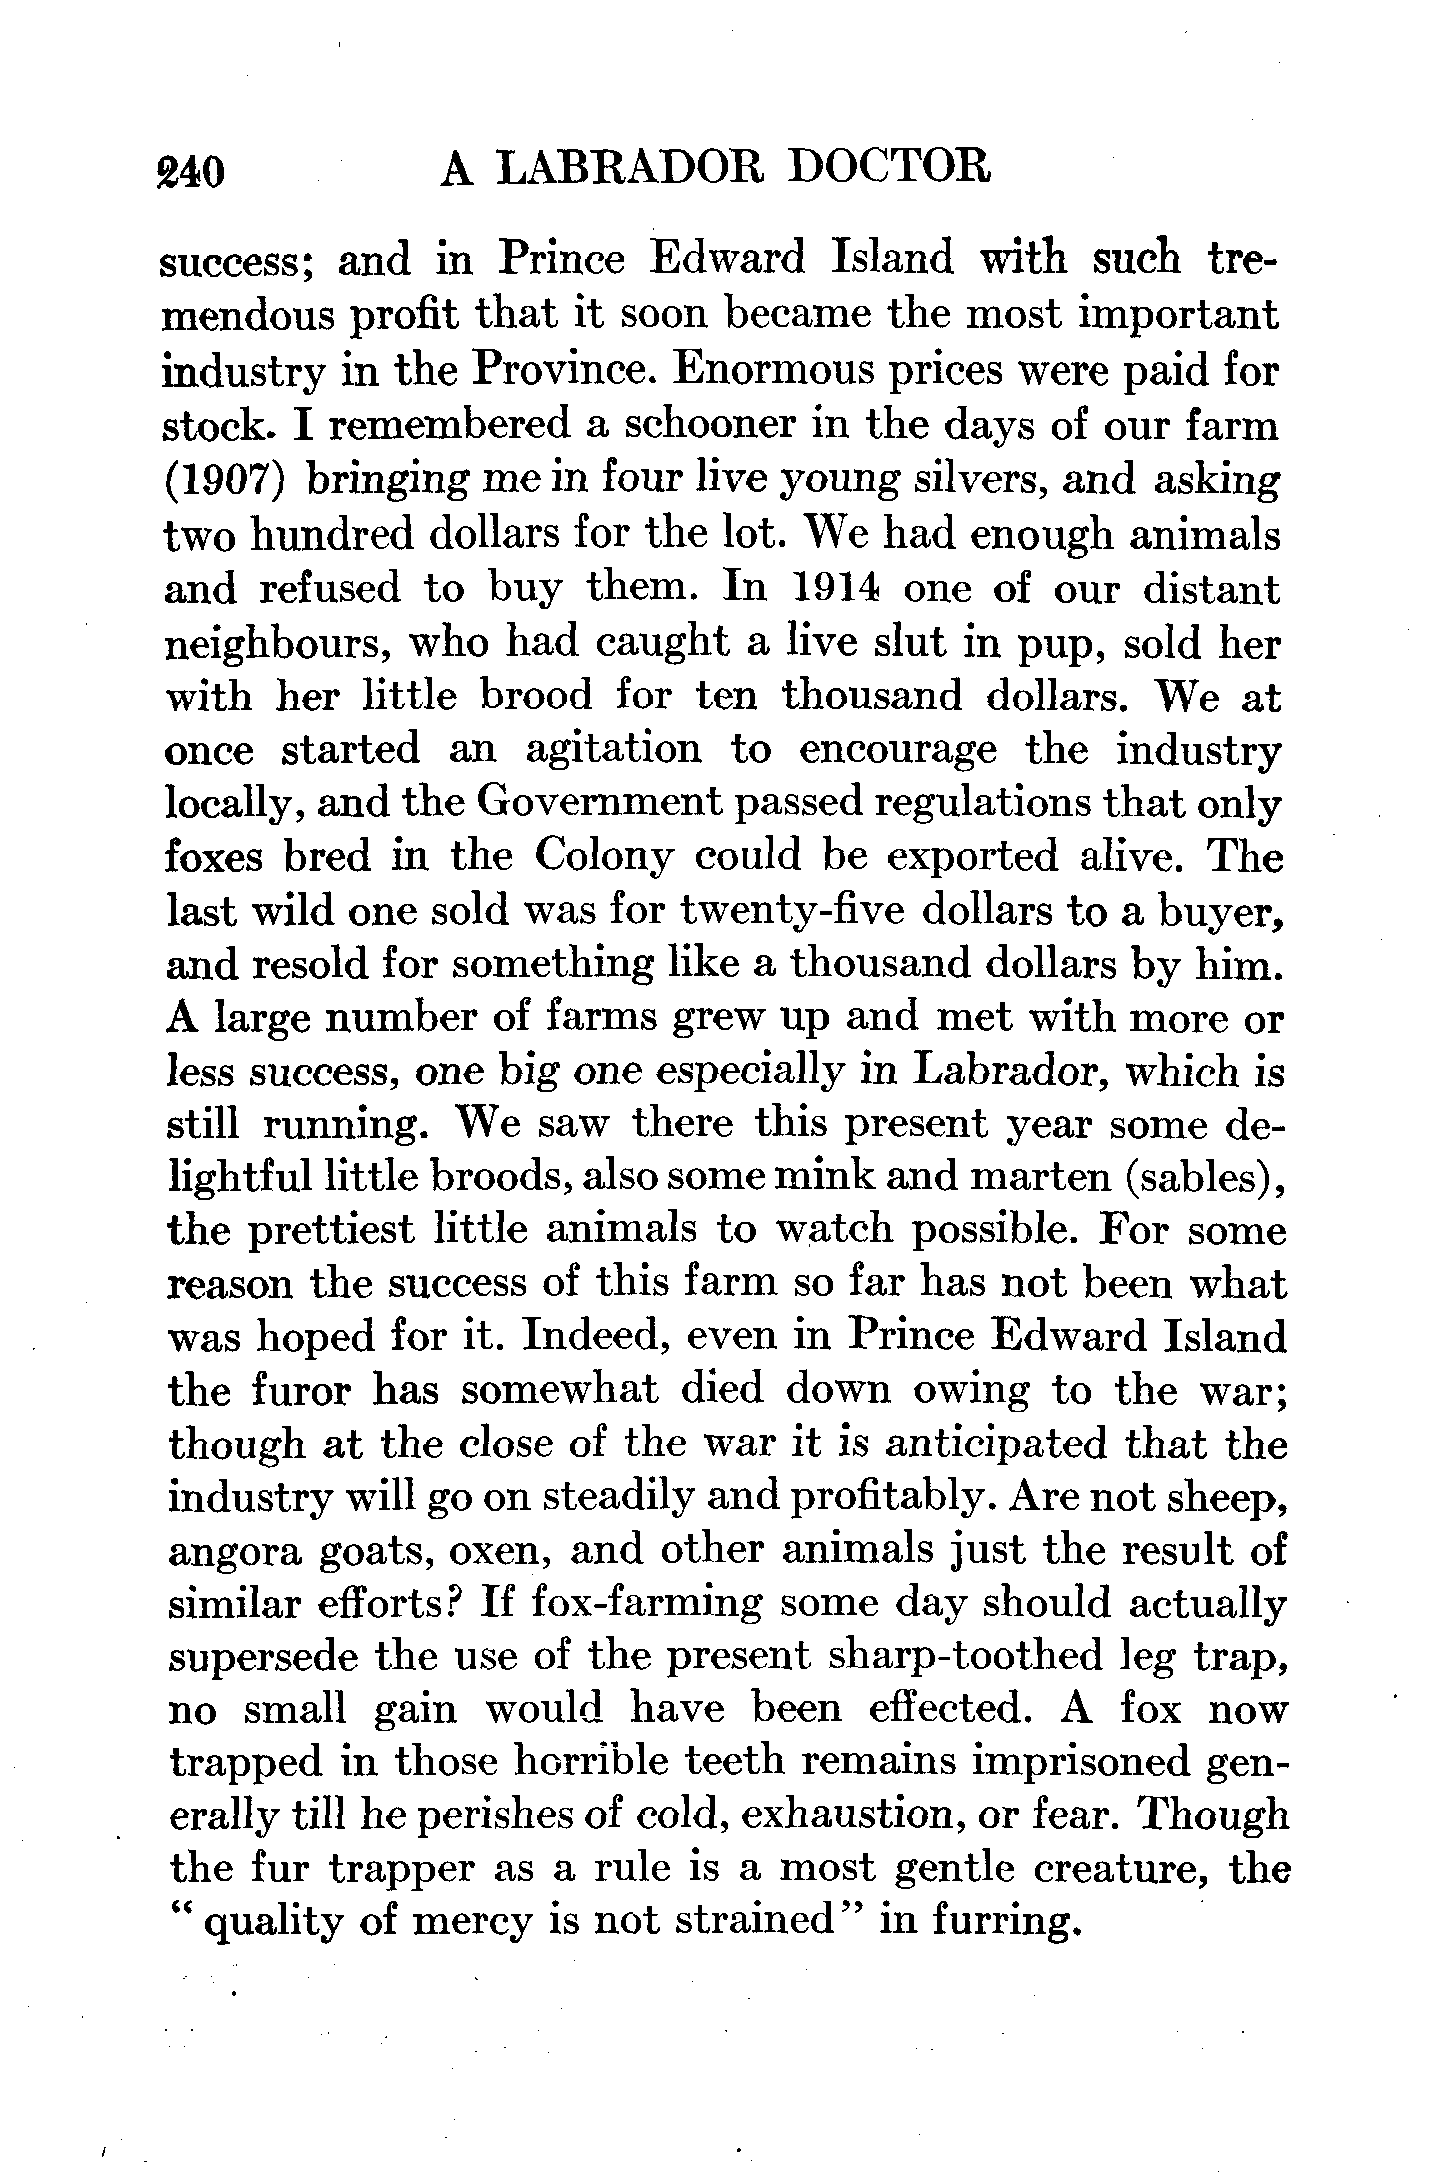 240 A LABRADOR DOCTOR
success; and in Prince Edward Island with such tre-
mendous profit that it soon became the most important
industry in the Province. Enormous prices were paid for
stock. I remembered a schooner in the days of our farm
(1907) bringing me in four live young silvers, and asking
two hundred dollars for the lot. We had enough animals
and refused to buy them. In 1914 one of our distant
neighbours, who had caught a live slut in pup, sold her
with her little brood for ten thousand dollars. We at
once started an agitation to encourage the industry
locally, and the Government passed regulations that only
foxes bred in the Colony could be exported alive. The
last wild one sold was for twenty-five dollars to a buyer,
and resold for something like a thousand dollars by him.
A large number of farms grew up and met with more or
less success, one big one especially in Labrador, which is
still running. We saw there this present year some de-
lightful little broods, also some mink and marten (sables),
the prettiest little animals to watch possible. For some
reason the success of this farm so far has not been what
was hoped for it. Indeed, even in Prince Edward Island
the furor has somewhat died down owing to the war;
though at the close of the war it is anticipated that the
industry will go on steadily and profitably. Are not sheep,
angora goats, oxen, and other animals just the result of
similar efforts? If fox-farming some day should actually
supersede the use of the present sharp-toothed leg trap,
no small gain would have been effected. A fox now
trapped in those horrible teeth remains imprisoned gen-
erally till he perishes of cold, exhaustion, or fear. Though
the fur trapper as a rule is a most gentle creature, the
“quality of mercy is not strained” in furring.